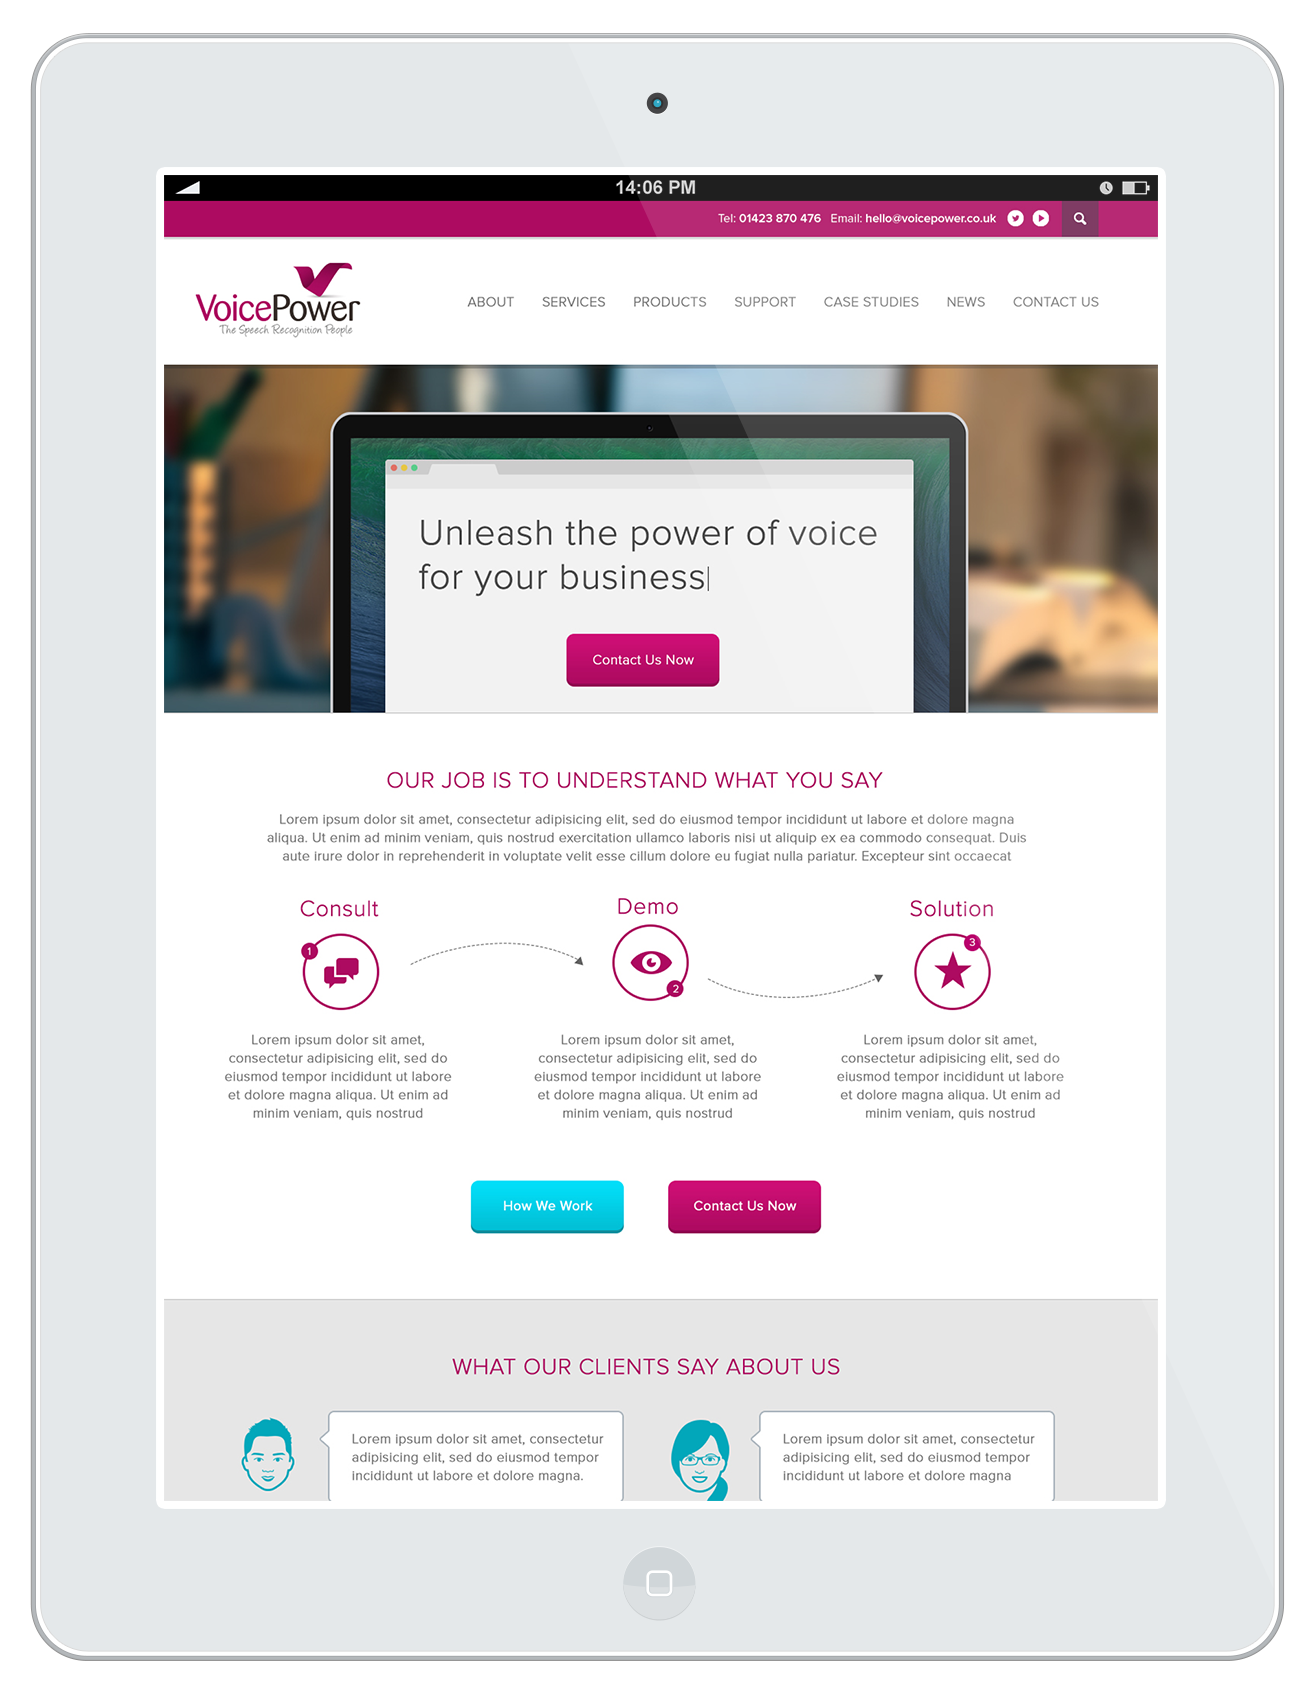 14:06 PM
Tel: 01423 870 476 Email: hello@voicepower.co.uk
VoicePower
The Speech Recognition People
ABOUT SERVICES PRODUCTS SUPPORT CASE STUDIES NEWS CONTACT US
Unleash the power of voice
for your business
Contact Us Now
OUR JOB IS TO UNDERSTAND WHAT YOU SAY
Lorem ipsum dolor sit amet, consectetur adipisicing elit, sed do eiusmod tempor incididunt ut labore et dolore magna
aliqua. Ut enim ad minim veniam, quis nostrud exercitation ullamco laboris nisi ut aliquip ex ea commodo consequat. Duis
aute irure dolor in reprehenderit in voluptate velit esse cillum dolore eu fugiat nulla pariatur. Excepteur sint occaecat
Consult
1
Lorem ipsum dolor sit amet,
consectetur adipisicing elit, sed do
eiusmod tempor incididunt ut labore
et dolore magna aliqua. Ut enim ad
minim veniam, quis nostrud
Demo
2
Lorem ipsum dolor sit amet,
consectetur adipisicing elit, sed do
eiusmod tempor incididunt ut labore
et dolore magna aliqua. Ut enim ad
minim veniam, quis nostrud
Solution
3
Lorem ipsum dolor sit amet,
consectetur adipisicing elit, sed do
eiusmod tempor incididunt ut labore
et dolore magna aliqua. Ut enim ad
minim veniam, quis nostrud
How We Work
Contact Us Now
WHAT OUR CLIENTS SAY ABOUT US
Lorem ipsum dolor sit amet, consectetur
adipisicing elit, sed do eiusmod tempor
incididunt ut labore et dolore magna.
Lorem ipsum dolor sit amet, consectetur
adipisicing elit, sed do eiusmod tempor
incididunt ut labore et dolore magna